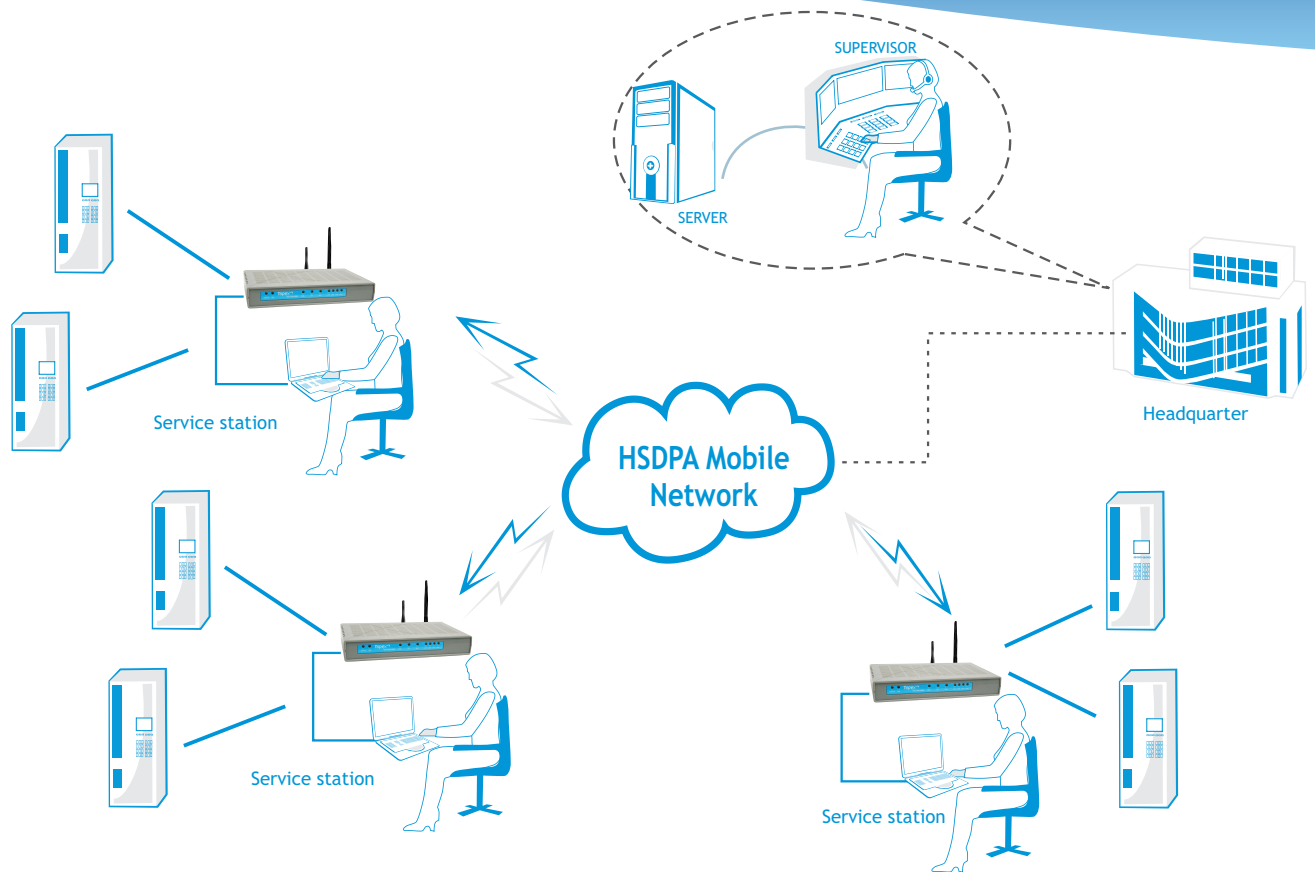 SUPERVISOR
SERVER
Service station
Headquarter
HSDPA Mobile
Network
Service station
Service station